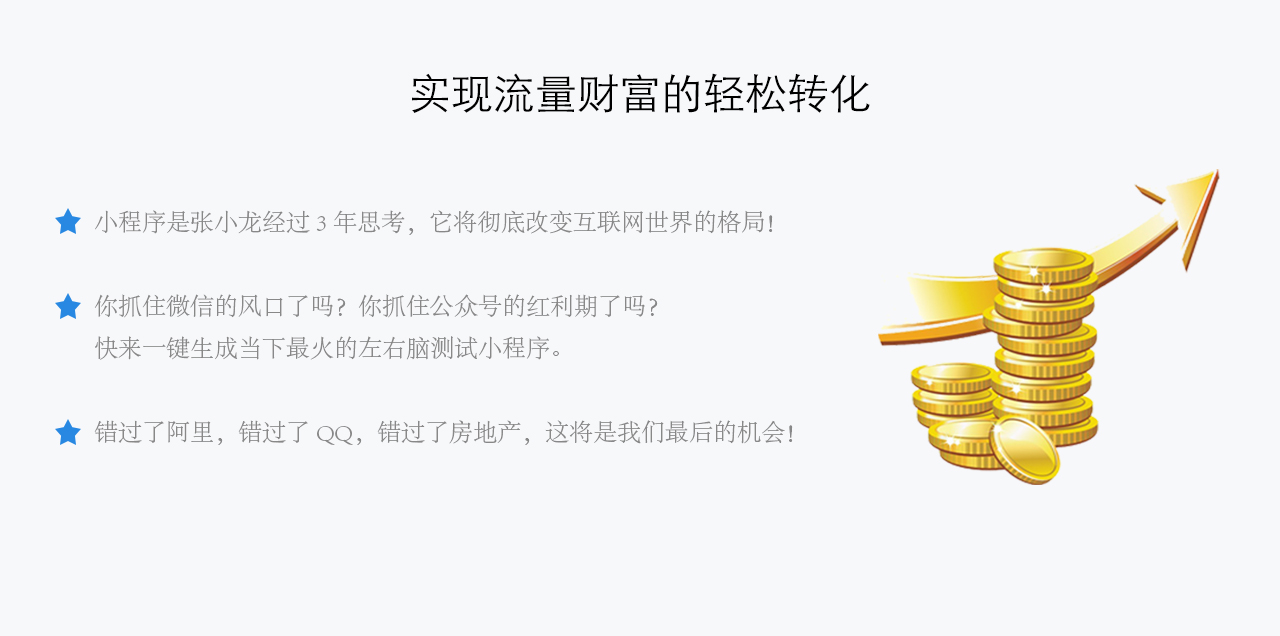 实现流量财富的轻松转化
小程序是张小龙经过 3 年思考，它将彻底改变互联网世界的格局！
你抓住微信的风口了吗？你抓住公众号的红利期了吗？
快来一键生成当下最火的左右脑测试小程序。
错过了阿里，错过了 QQ，错过了房地产，这将是我们最后的机会！